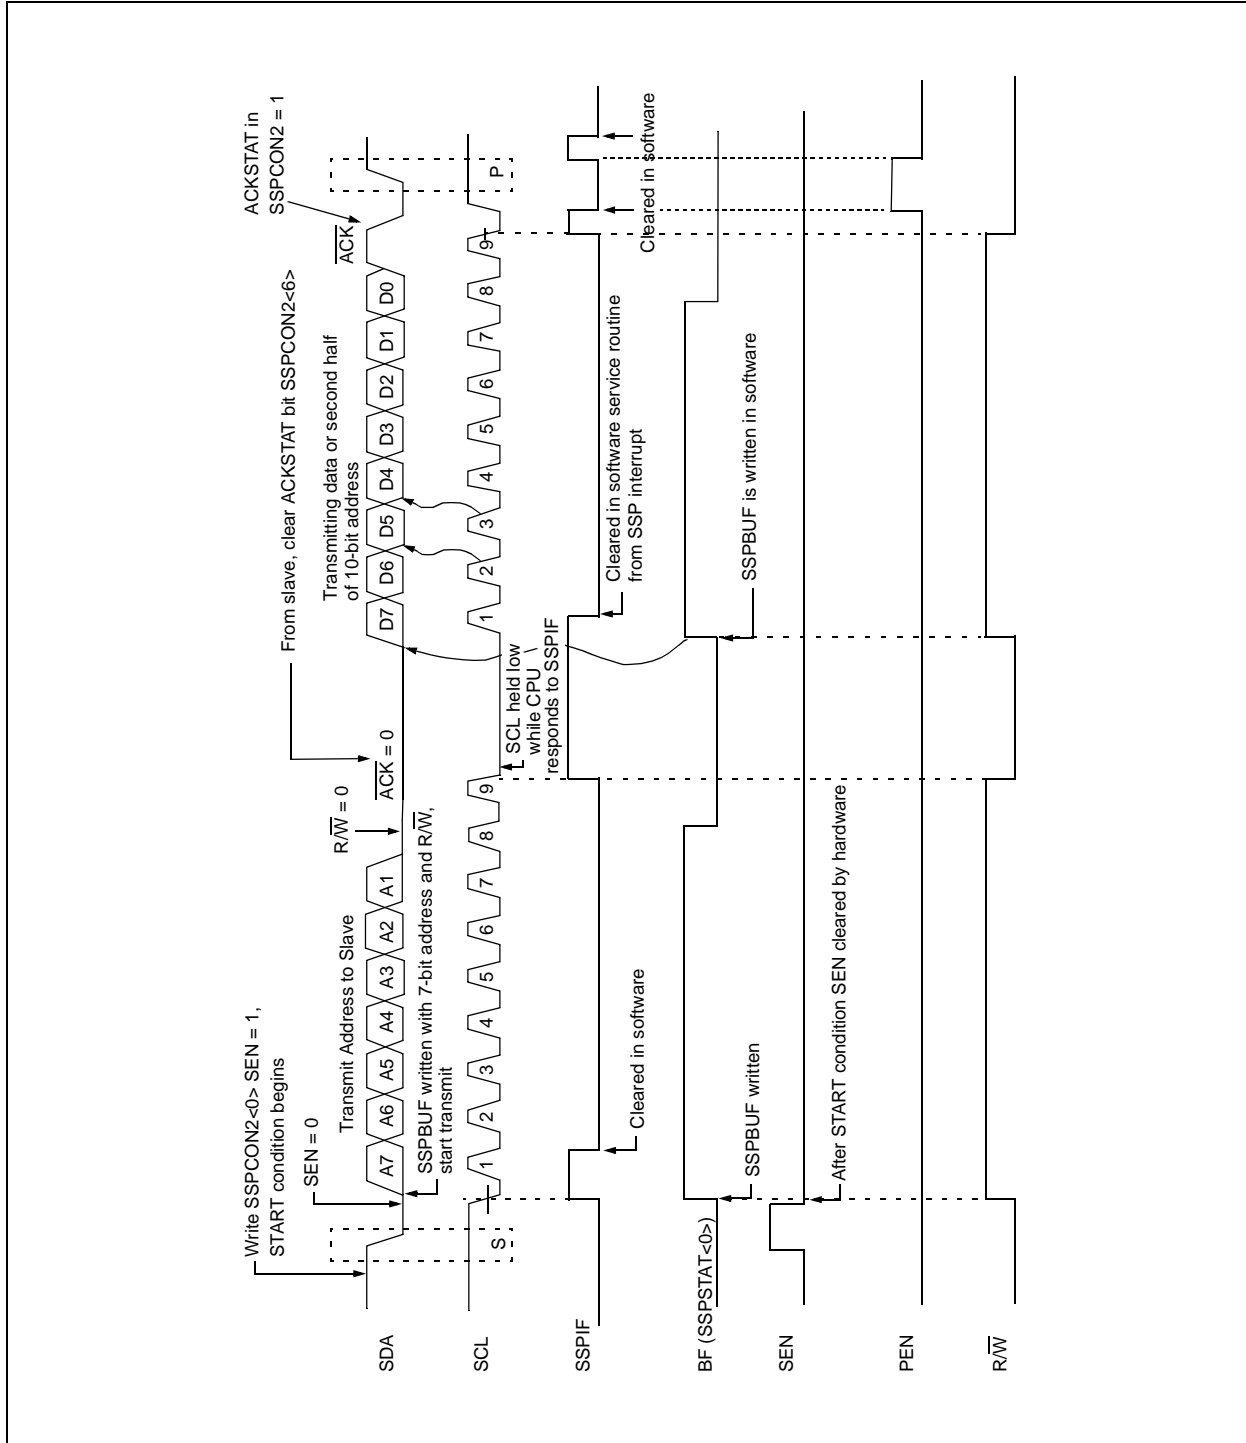 Write SSPCON2<0> SEN = 1,
START condition begins
SEN = 0
Transmit Address to Slave
R/W = 0
From slave, clear ACKSTAT bit SSPCON2<6>
ACK = 0
Transmitting data or second half
of 10-bit address
ACK
ACKSTAT in
SSPCON2 = 1
SDA
A7 A6 A5 A4 A3 A2 A1
D7 D6 D5 D4 D3 D2 D1 D0
SSPBUF written with 7-bit address and R/W,
start transmit
SCL
S
1 2 3 4 5 6 7 8 9
1 2 3 4 5 6 7 8 9
P
SCL held low
while CPU
responds to SSPIF
SSPIF
Cleared in software
Cleared in software service routine
from SSP interrupt
Cleared in software
BF (SSPSTAT<0>)
SSPBUF written
SSPBUF is written in software
SEN
After START condition SEN cleared by hardware
PEN
R/W